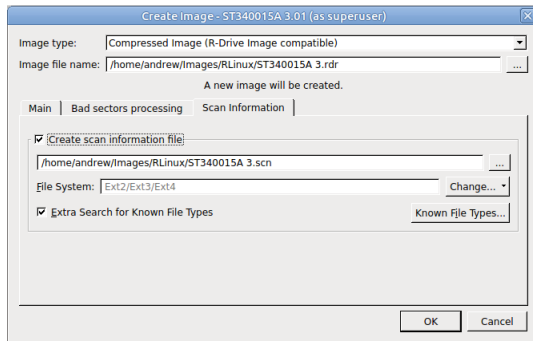 Create Image - ST340015A 3.01 (as superuser)
Image type: Compressed Image (R-Drive Image compatible)
Image file name: /home/andrew/Images/RLinux/ST340015A 3.rdr ...
A new image will be created.
Main Bad sectors processing Scan Information
Create scan information file
/home/andrew/Images/RLinux/ST340015A 3.scn ...
File System: Ext2/Ext3/Ext4 Change...
Extra Search for Known File Types Known File Types...
OK Cancel